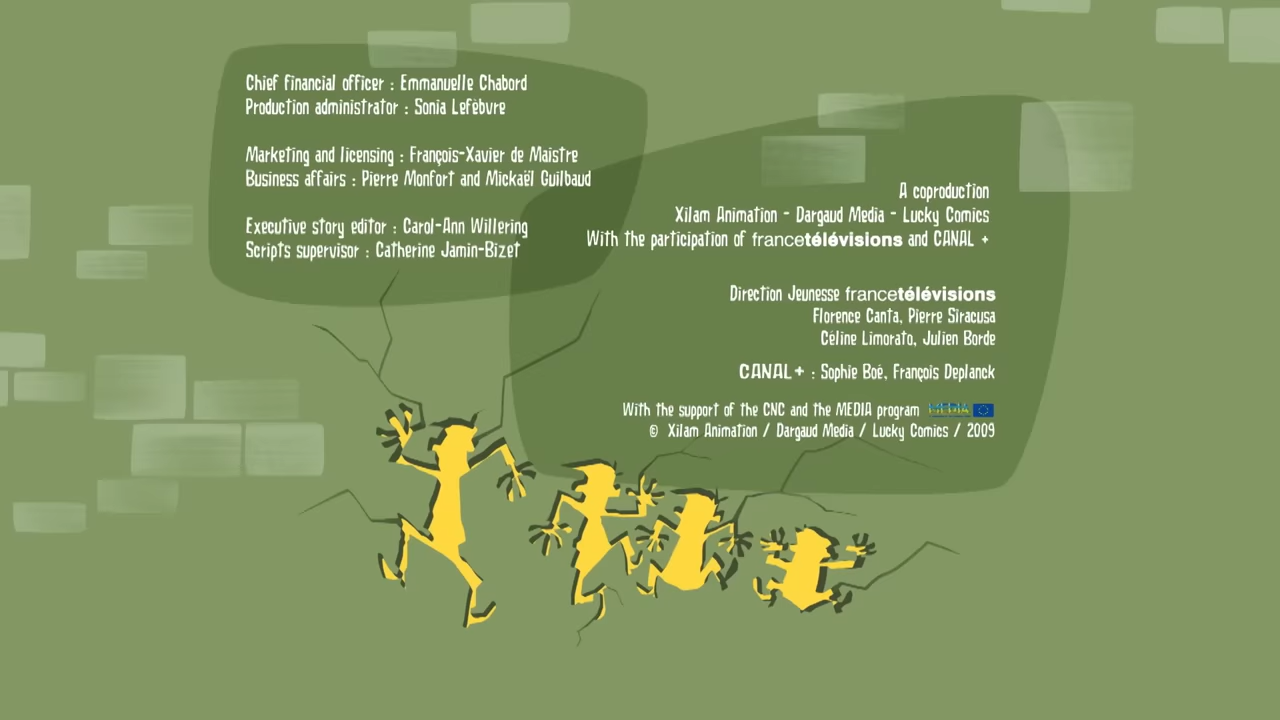 Chief financial officer : Emmanuelle Chabord
Production administrator : Sonia Lefèbvre
Marketing and licensing : François-Xavier de Maistre
Business affairs : Pierre Monfort and Mickaël Guilbaud
Executive story editor : Carol-Ann Willering
Scripts supervisor : Catherine Jamin-Bizet
A coproduction
Xilam Animation - Dargaud Media - Lucky Comics
With the participation of francetélévisions and CANAL +
Direction Jeunesse francetélévisions
Florence Canta, Pierre Siracusa
Céline Limorato, Julien Borde
CANAL+ : Sophie Boé, François Deplanck
With the support of the CNC and the MEDIA program MEDIA
© Xilam Animation / Dargaud Media / Lucky Comics / 2009